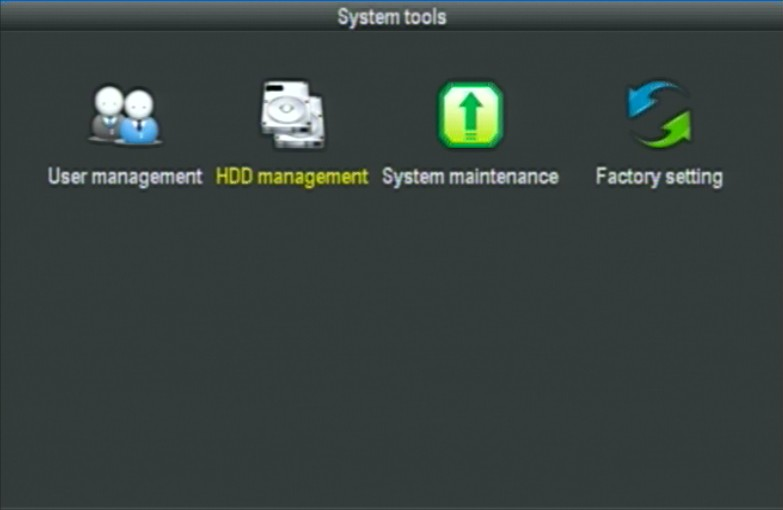 System tools
User management HDD management System maintenance Factory setting